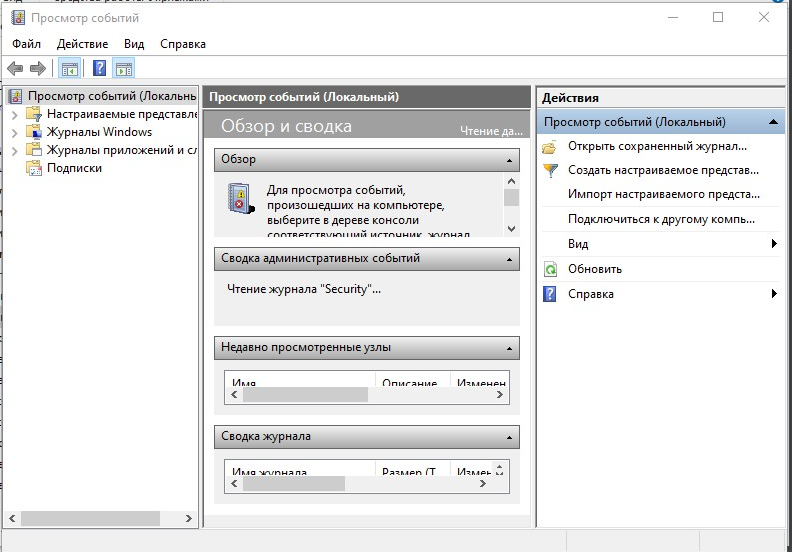 Просмотр событий
Файл Действие Вид Справка
Просмотр событий (Локальнь
Настраиваемые представле
Журналы Windows
Журналы приложений и сл
Подписки
Просмотр событий (Локальный)
Обзор и сводка
Чтение да...
Обзор
Для просмотра событий,
произошедших на компьютере,
выберите в дереве консоли
соответствующий источник, журнал
Сводка административных событий
Чтение журнала "Security"...
Недавно просмотренные узлы
Имя Описание Изменен
Сводка журнала
Имя журнала Размер (Т Измен
Действия
Просмотр событий (Локальный)
Открыть сохраненный журнал...
Создать настраиваемое представ...
Импорт настраиваемого предста...
Подключиться к другому компь...
Вид
Обновить
Справка